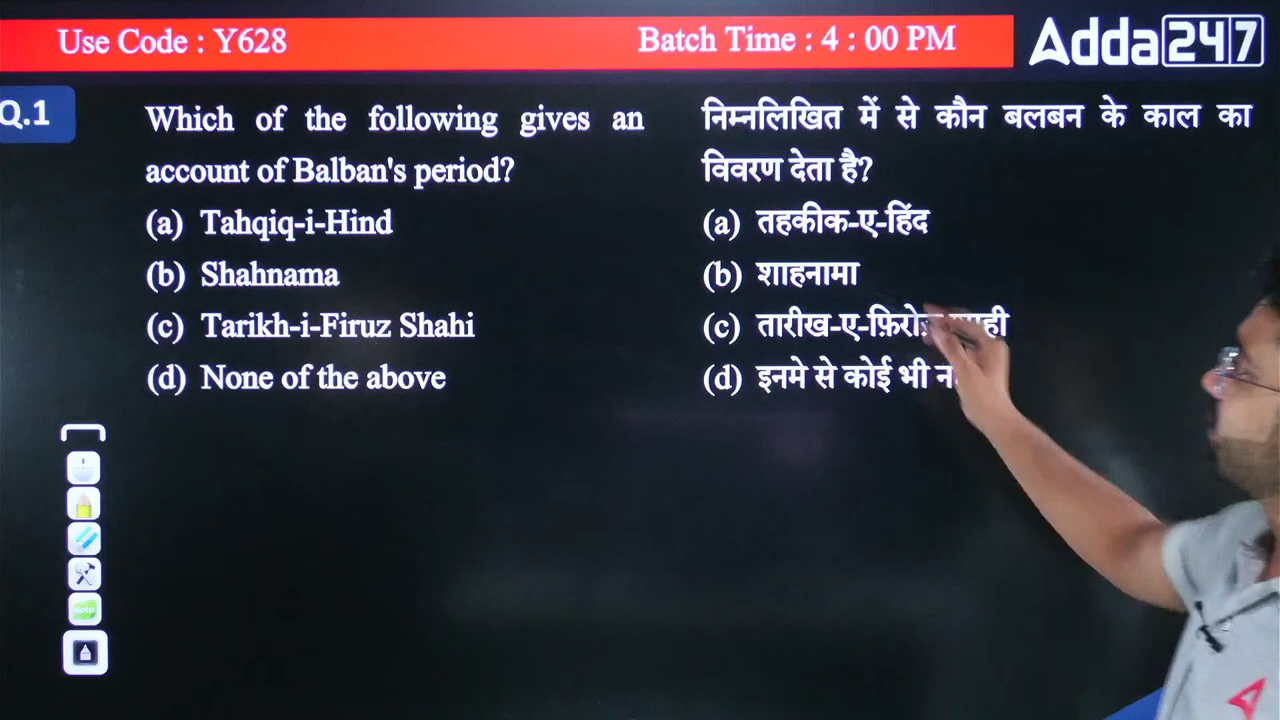 Use Code : Y628
Batch Time : 4 : 00 PM
Adda247
Q.1
Which of the following gives an
account of Balban's period?
(a) Tahqiq-i-Hind
(b) Shahnama
(c) Tarikh-i-Firuz Shahi
(d) None of the above
निम्नलिखित में से कौन बलबन के काल का
विवरण देता है?
(a) तहकीक-ए-हिंद
(b) शाहनामा
(c) तारीख-ए-
(d) इनमे से कोई भी